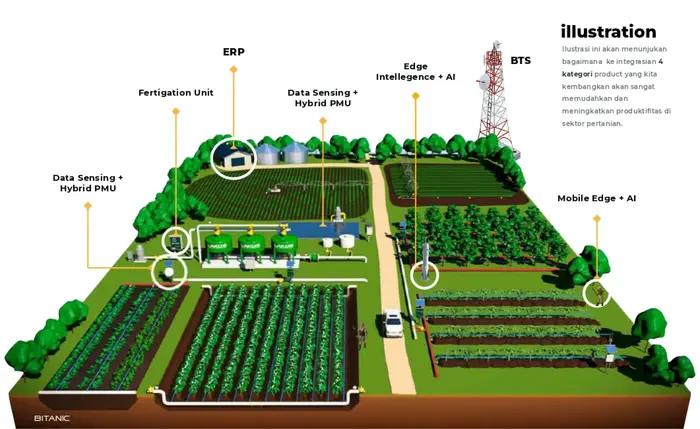 illustration
Ilustrasi ini akan menunjukan
bagaimana ke integrasian 4
kategori product yang kita
kembangkan akan sangat
memudahkan dan
meningkatkan produktifitas di
sektor pertanian.
ERP
BTS
Edge
Intellegence + AI
Fertigation Unit
Data Sensing +
Hybrid PMU
Data Sensing +
Hybrid PMU
Mobile Edge + AI
BITANIC